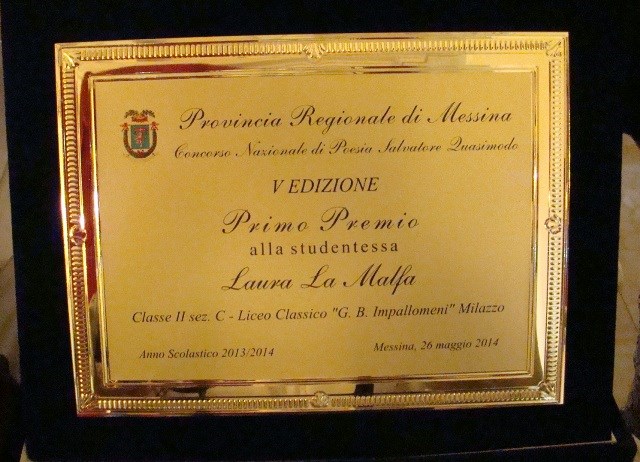 Provincia Regionale di Messina
Concorso Nazionale di Poesia Salvatore Quasimodo
V EDIZIONE
Primo Premio
alla studentessa
Laura La Malfa
Classe II sez. C - Liceo Classico "G. B. Impallomeni" Milazzo
Anno Scolastico 2013/2014
Messina, 26 maggio 2014